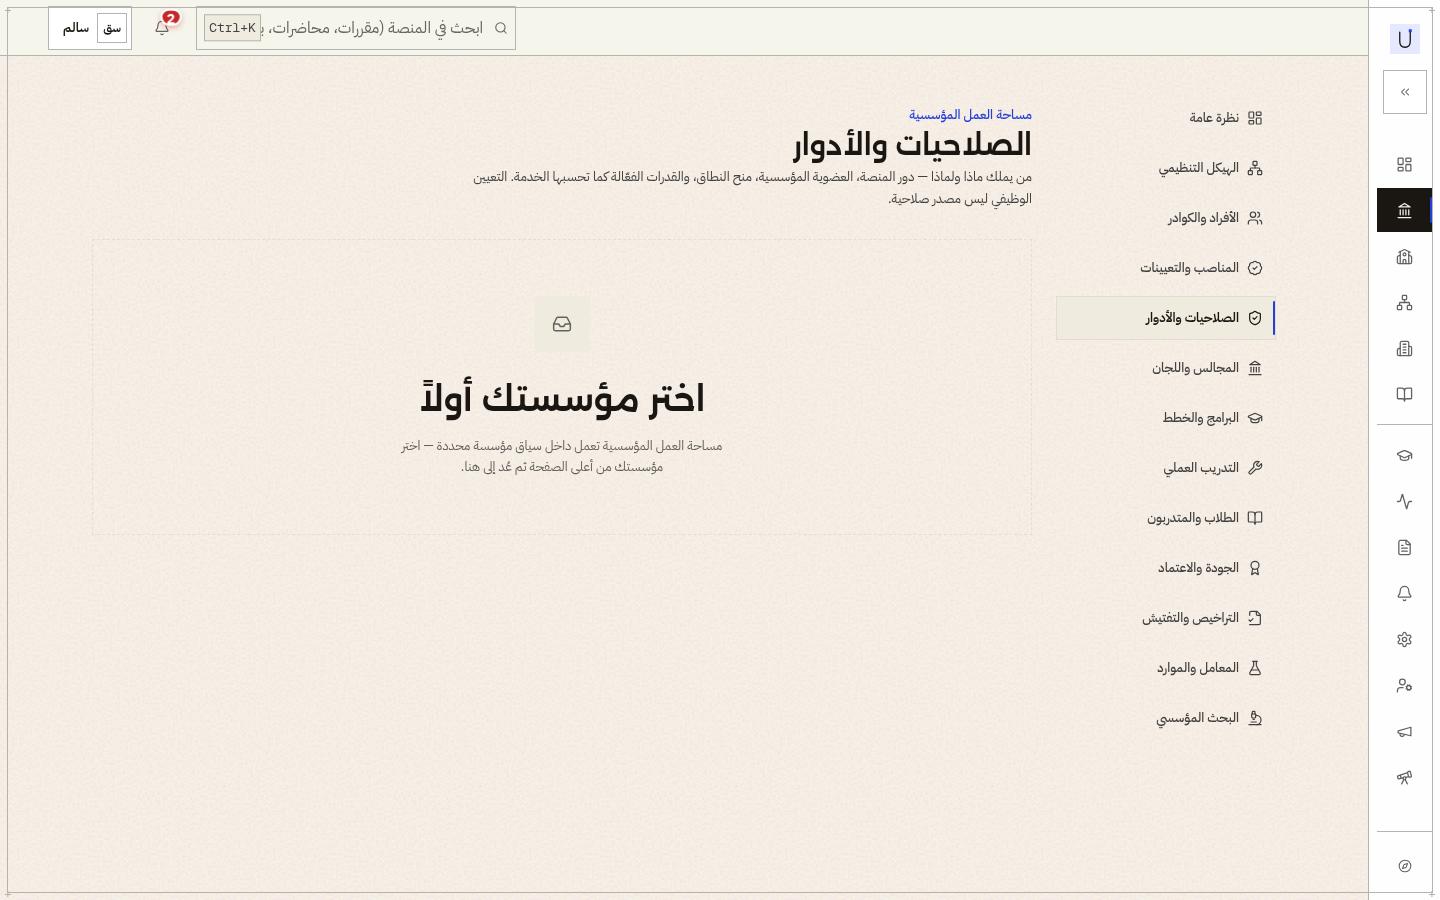 ابحث في المنصة (مقررات، محاضرات، ب
Ctrl+K
2
سق
سالم
نظرة عامة
الهيكل التنظيمي
الأفراد والكوادر
المناصب والتعيينات
الصلاحيات والأدوار
المجالس واللجان
البرامج والخطط
التدريب العملي
الطلاب والمتدربون
الجودة والاعتماد
التراخيص والتفتيش
المعامل والموارد
البحث المؤسسي
مساحة العمل المؤسسية
الصلاحيات والأدوار
من يملك ماذا ولماذا — دور المنصة، العضوية المؤسسية، منح النطاق، والقدرات الفعّالة كما تحسبها الخدمة. التعيين
الوظيفي ليس مصدر صلاحية.
اختر مؤسستك أولاً
مساحة العمل المؤسسية تعمل داخل سياق مؤسسة محددة — اختر
مؤسستك من أعلى الصفحة ثم عُد إلى هنا.